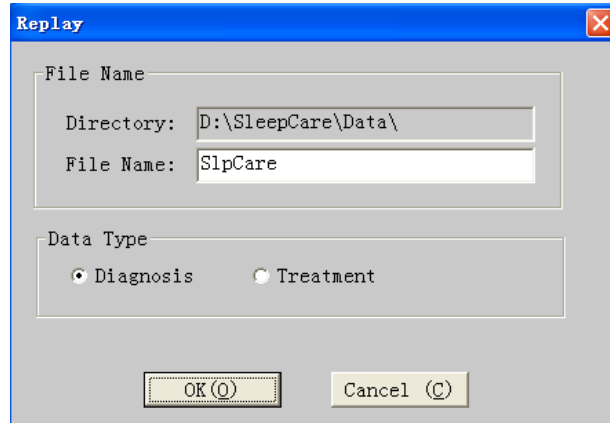 Replay
File Name
Directory: D:\SleepCare\Data\
File Name: SlpCare
Data Type
Diagnosis Treatment
OK(O) Cancel (C)